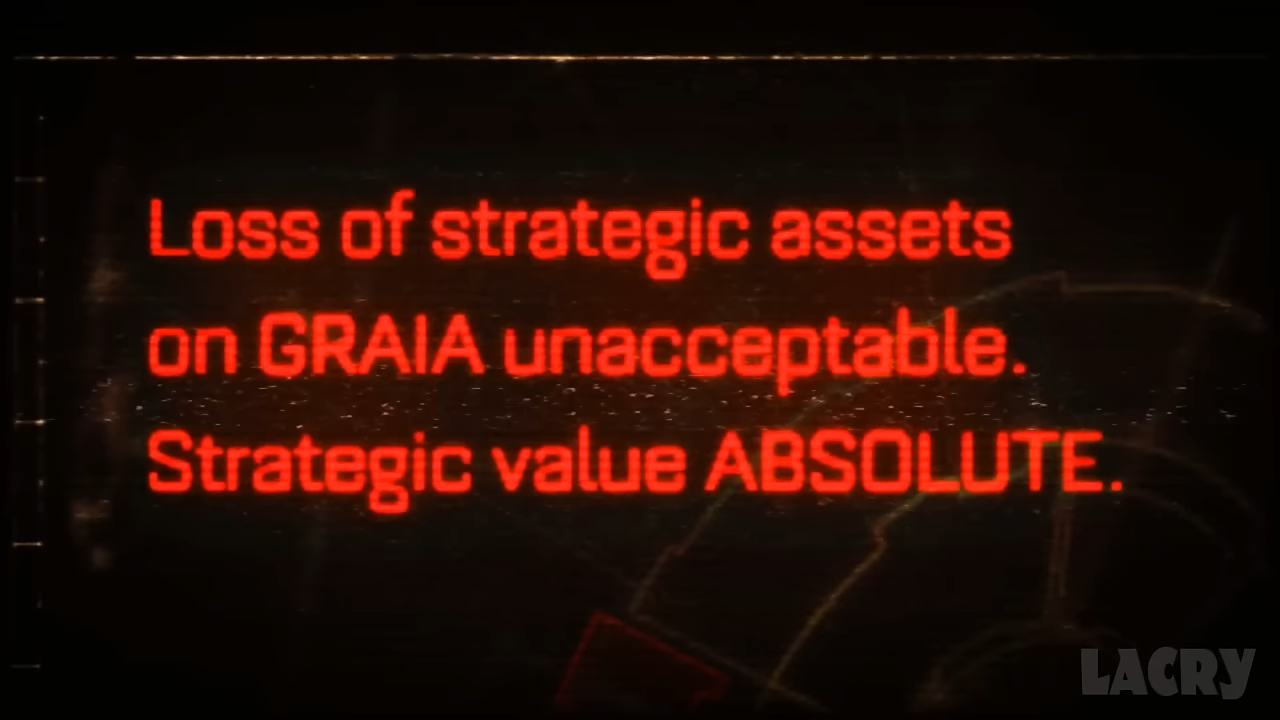 Loss of strategic assets
on GRAIA unacceptable.
Strategic value ABSOLUTE.
LACRY